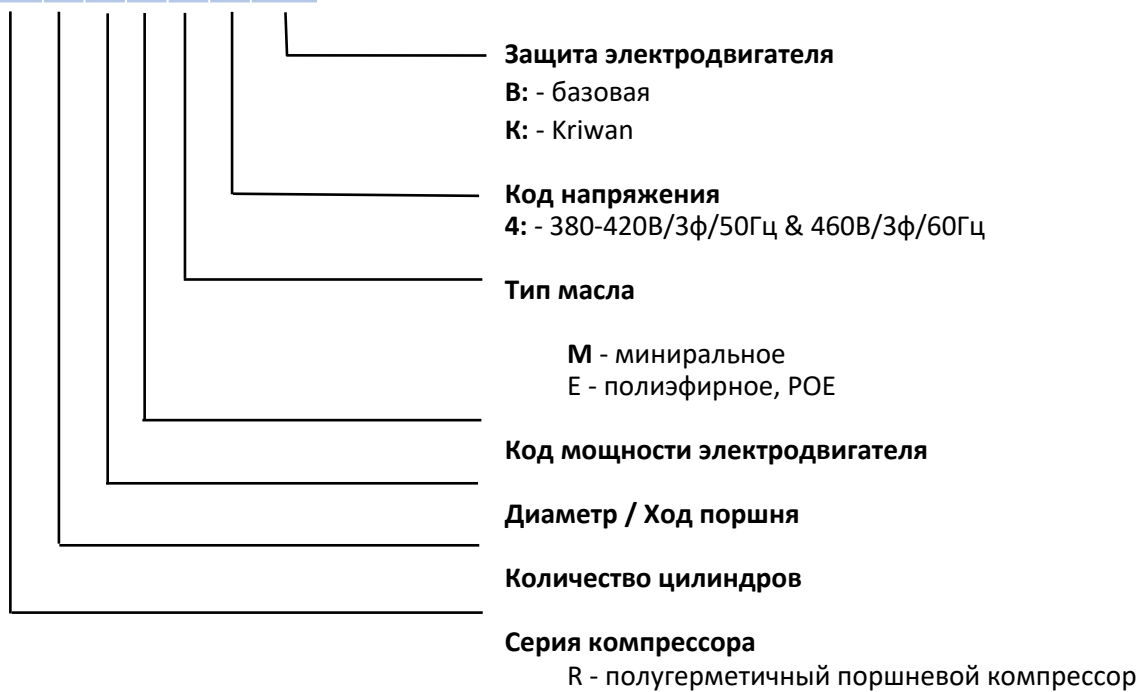 Защита электродвигателя
В: - базовая
К: - Kriwan
Код напряжения
4: - 380-420В/3ф/50Гц & 460В/3ф/60Гц
Тип масла
М - миниральное
Е - полиэфирное, POE
Код мощности электродвигателя
Диаметр / Ход поршня
Количество цилиндров
Серия компрессора
R - полугерметичный поршневой компрессор